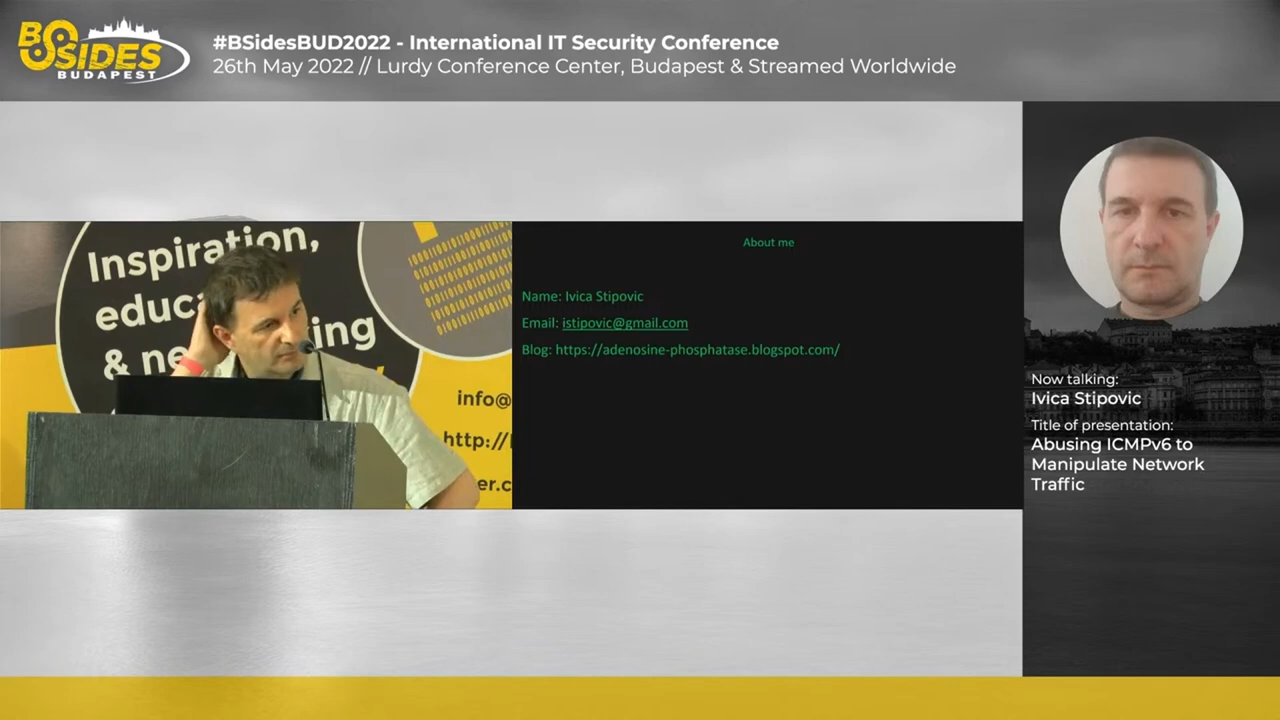 BSIDES
BUDAPEST
#BSidesBUD2022 - International IT Security Conference
26th May 2022 // Lurdy Conference Center, Budapest & Streamed Worldwide
Inspiration,
educa
& ne king
info@
http://
er.c
About me
Name: Ivica Stipovic
Email: istipovic@gmail.com
Blog: https://adenosine-phosphatase.blogspot.com/
Now talking:
Ivica Stipovic
Title of presentation:
Abusing ICMPv6 to
Manipulate Network
Traffic